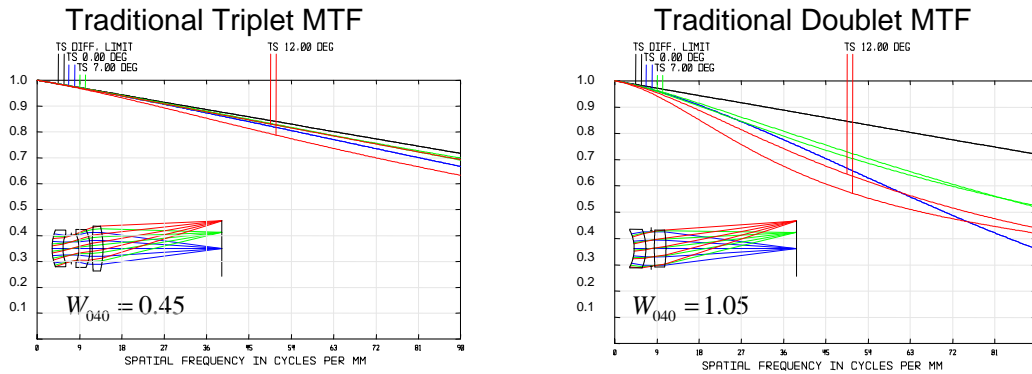 Traditional Triplet MTF
TS DIFF. LIMIT
TS 0.00 DEG
TS 7.00 DEG
TS 12.00 DEG
1.0
0.9
0.8
0.7
0.6
0.5
0.4
0.3
0.2
0.1
W040 = 0.45
0 9 18 27 36 45 54 63 72 81 90
SPATIAL FREQUENCY IN CYCLES PER MM
Traditional Doublet MTF
TS DIFF. LIMIT
TS 0.00 DEG
TS 7.00 DEG
TS 12.00 DEG
1.0
0.9
0.8
0.7
0.6
0.5
0.4
0.3
0.2
0.1
W040 = 1.05
0 9 18 27 36 45 54 63 72 81
SPATIAL FREQUENCY IN CYCLES PER MM